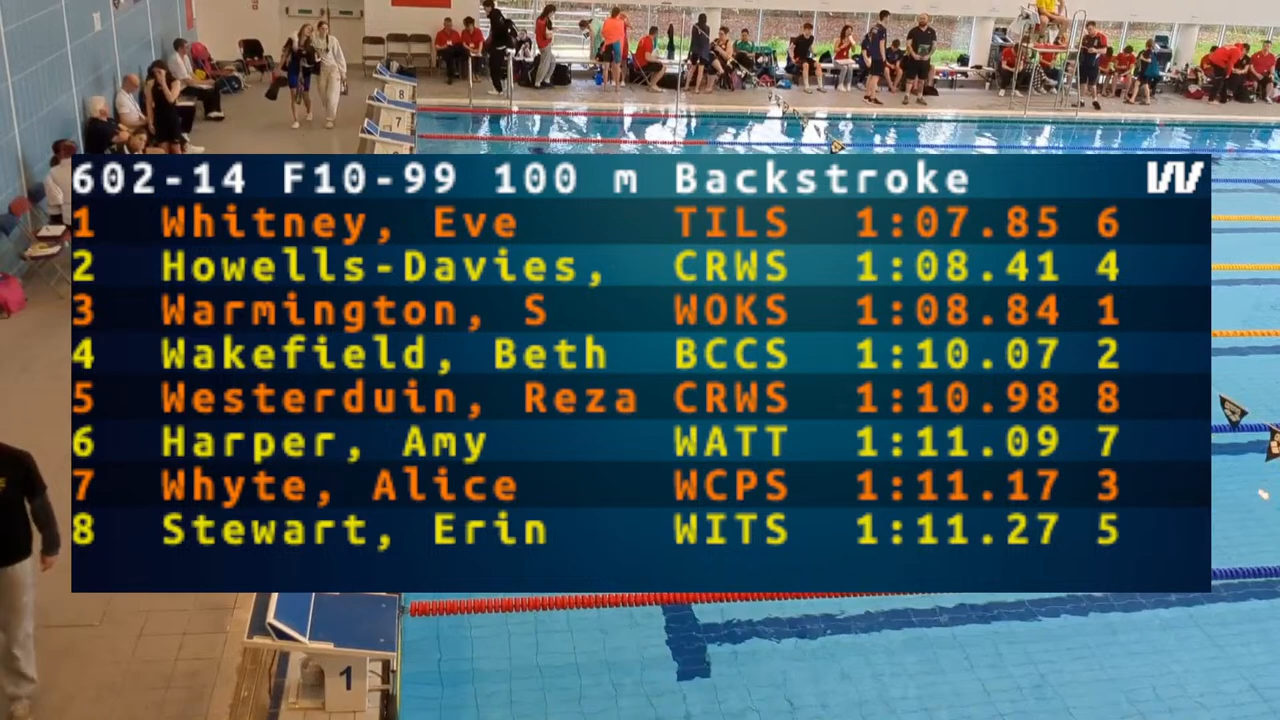 8
7
602-14 F10-99 100 m Backstroke W
1 Whitney, Eve TILS 1:07.85 6
2 Howells-Davies, CRWS 1:08.41 4
3 Warmington, S WOKS 1:08.84 1
4 Wakefield, Beth BCCS 1:10.07 2
5 Westerduin, Reza CRWS 1:10.98 8
6 Harper, Amy WATT 1:11.09 7
7 Whyte, Alice WCPS 1:11.17 3
8 Stewart, Erin WITS 1:11.27 5
1